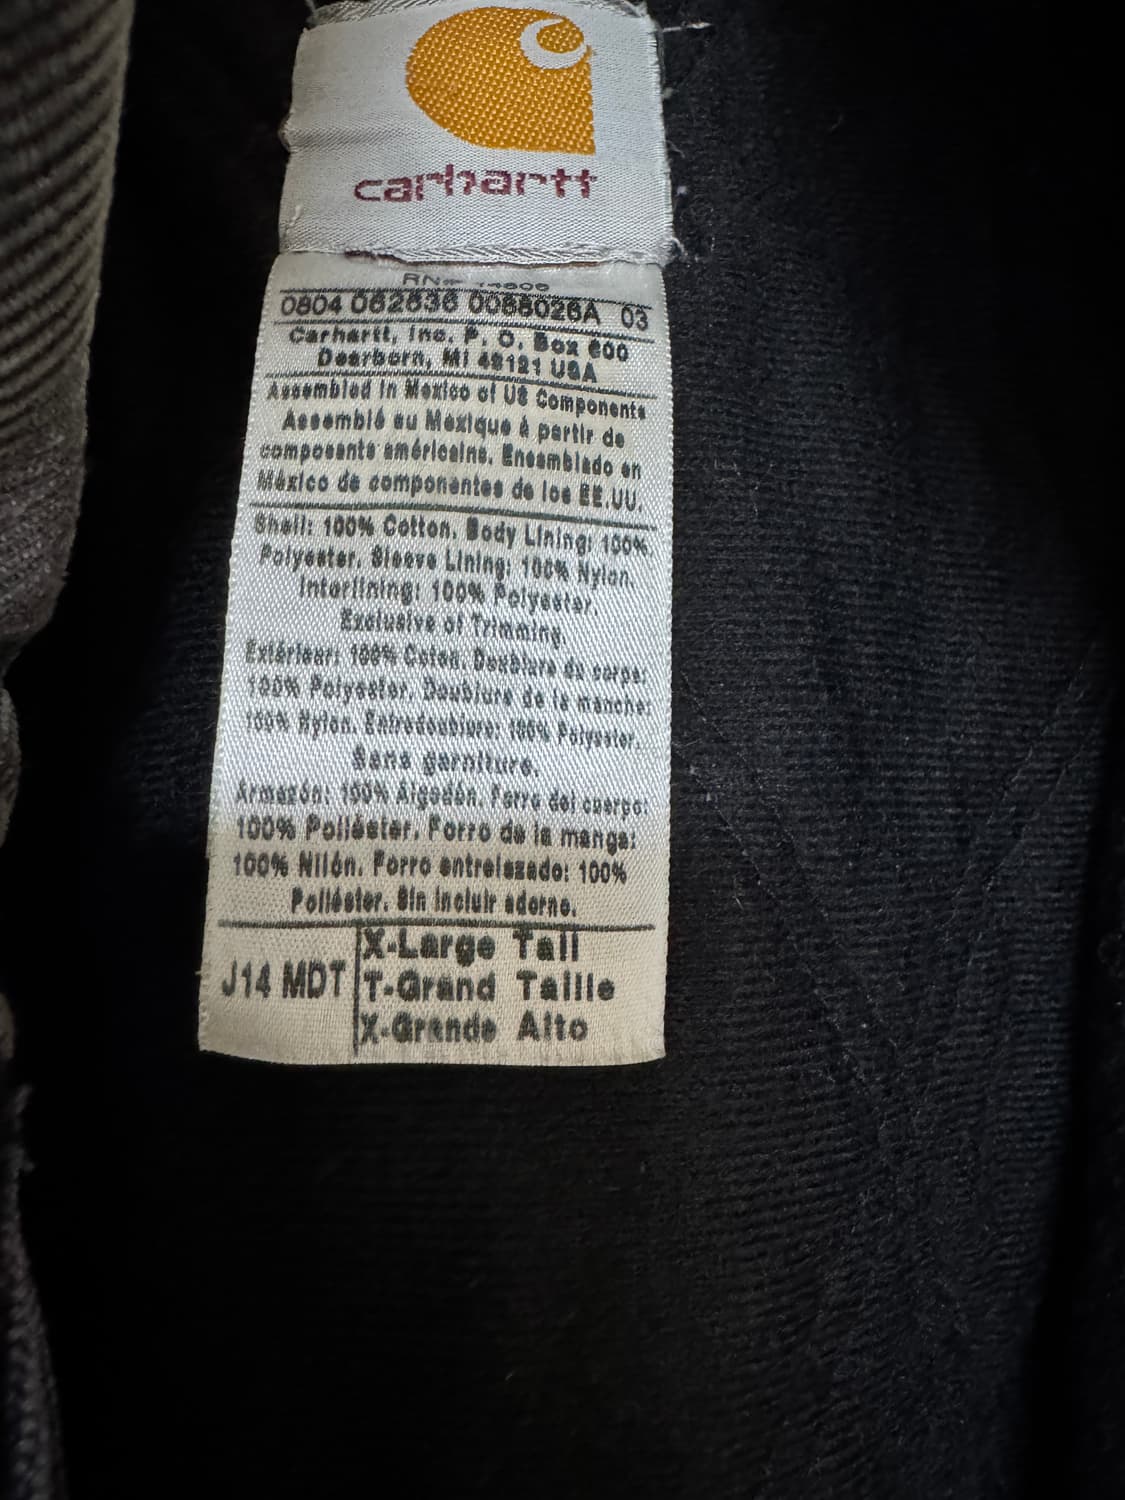 carhartt
RN# 14806
0804 062636 0088026A 03
Carhartt, Inc. P. O. Box 600
Dearborn, MI 48121 USA
Assembled in Mexico of US Components
Assemblé au Mexique à partir de
composants américains. Ensamblado en
México de componentes de los EE.UU.
Shell: 100% Cotton. Body Lining: 100%
Polyester. Sleeve Lining: 100% Nylon.
Interlining: 100% Polyester.
Exclusive of Trimming.
Extérieur: 100% Coton. Doublure du corps:
100% Polyester. Doublure de la manche:
100% Nylon. Entredoublure: 100% Polyester.
Sans garniture.
Armazón: 100% Algodón. Forro del cuerpo:
100% Poliéster. Forro de la manga:
100% Nilón. Forro entrelazado: 100%
Poliéster. Sin incluir adorno.
J14 MDT
X-Large Tall
T-Grand Taille
X-Grande Alto